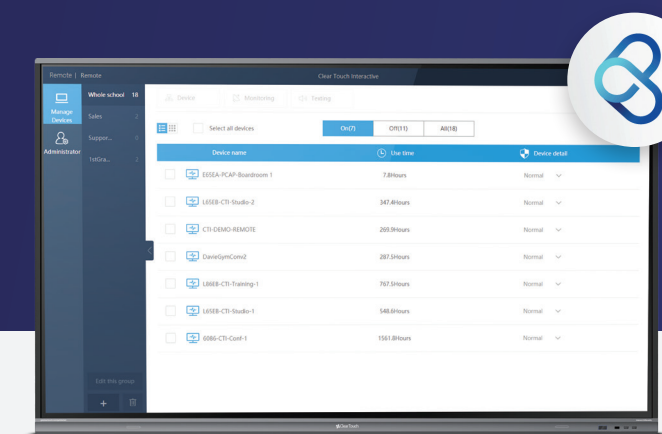 Remote | Remote
Clear Touch Interactive
Manage Devices
Administrator
Whole school 18
Sales 2
Suppor... 0
1stGra...
Device
Monitoring
Setting
Select all devices
On(7) Off(11) All(18)
Device name Use time Device detail
E65EA-PCAP-Boardroom 1 7.8Hours Normal
L65EB-CTI-Studio-2 347.4Hours Normal
CTI-DEMO-REMOTE 269.9Hours Normal
DavieGymConv2 287.5Hours Normal
L86EB-CTI-Training-1 767.5Hours Normal
L65EB-CTI-Studio-1 548.6Hours Normal
6086-CTI-Conf-1 1561.8Hours Normal
Edit this group
+
ClearTouch